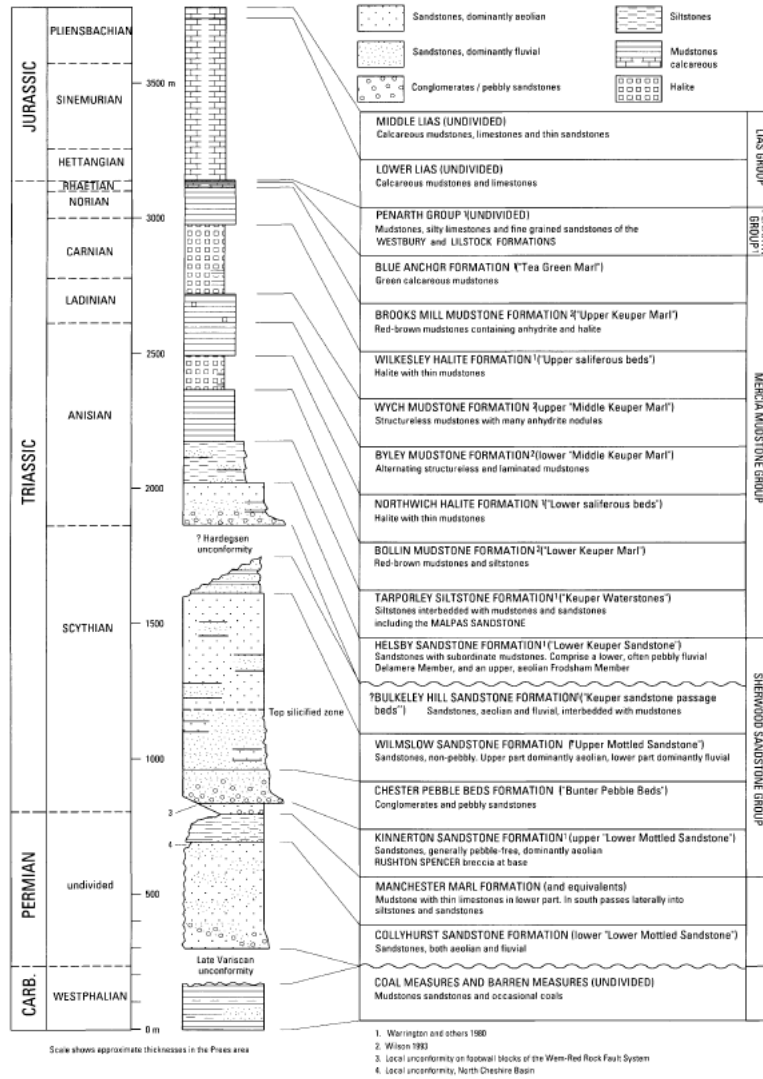 JURASSIC
TRIASSIC
PERMIAN
CARB.
PLIENSBACHIAN
SINEMURIAN
HETTANGIAN
RHAETIAN
NORIAN
CARNIAN
LADINIAN
ANISIAN
SCYTHIAN
undivided
WESTPHALIAN
3500 m
3000
2500
2000
1500
1000
500
0 m
? Hardegsen
unconformity
Top silicified zone
3
4
Late Variscan
unconformity
Scale shows approximate thicknesses in the Prees area
Sandstones, dominantly aeolian
Sandstones, dominantly fluvial
Conglomerates / pebbly sandstones
Siltstones
Mudstones
calcareous
Halite
MIDDLE LIAS (UNDIVIDED)
Calcareous mudstones, limestones and thin sandstones
LOWER LIAS (UNDIVIDED)
Calcareous mudstones and limestones
PENARTH GROUP ¹(UNDIVIDED)
Mudstones, silty limestones and fine grained sandstones of the
WESTBURY and LILSTOCK FORMATIONS
BLUE ANCHOR FORMATION ¹("Tea Green Marl")
Green calcareous mudstones
BROOKS MILL MUDSTONE FORMATION ²("Upper Keuper Marl")
Red-brown mudstones containing anhydrite and halite
WILKESLEY HALITE FORMATION ¹("Upper saliferous beds")
Halite with thin mudstones
WYCH MUDSTONE FORMATION ²(upper "Middle Keuper Marl")
Structureless mudstones with many anhydrite nodules
BYLEY MUDSTONE FORMATION ²(lower "Middle Keuper Marl")
Alternating structureless and laminated mudstones
NORTHWICH HALITE FORMATION ¹("Lower saliferous beds")
Halite with thin mudstones
BOLLIN MUDSTONE FORMATION ²("Lower Keuper Marl")
Red-brown mudstones and siltstones
TARPORLEY SILTSTONE FORMATION ¹("Keuper Waterstones")
Siltstones interbedded with mudstones and sandstones
including the MALPAS SANDSTONE
HELSBY SANDSTONE FORMATION ¹("Lower Keuper Sandstone")
Sandstones with subordinate mudstones. Comprise a lower, often pebbly fluvial
Delamere Member, and an upper, aeolian Frodsham Member
?BULKELEY HILL SANDSTONE FORMATION ("Keuper sandstone passage
beds") Sandstones, aeolian and fluvial, interbedded with mudstones
WILMSLOW SANDSTONE FORMATION ("Upper Mottled Sandstone")
Sandstones, non-pebbly. Upper part dominantly aeolian, lower part dominantly fluvial
CHESTER PEBBLE BEDS FORMATION ("Bunter Pebble Beds")
Conglomerates and pebbly sandstones
KINNERTON SANDSTONE FORMATION ¹(upper "Lower Mottled Sandstone")
Sandstones, generally pebble-free, dominantly aeolian
RUSHTON SPENCER breccia at base
MANCHESTER MARL FORMATION (and equivalents)
Mudstone with thin limestones in lower part. In south passes laterally into
siltstones and sandstones
COLLYHURST SANDSTONE FORMATION (lower "Lower Mottled Sandstone")
Sandstones, both aeolian and fluvial
COAL MEASURES AND BARREN MEASURES (UNDIVIDED)
Mudstones sandstones and occasional coals
LIAS GROUP
GROUP¹
MERCIA MUDSTONE GROUP
SHERWOOD SANDSTONE GROUP
1. Warrington and others 1980
2. Wilson 1993
3. Local unconformity on footwall blocks of the Wem-Red Rock Fault System
4. Local unconformity, North Cheshire Basin